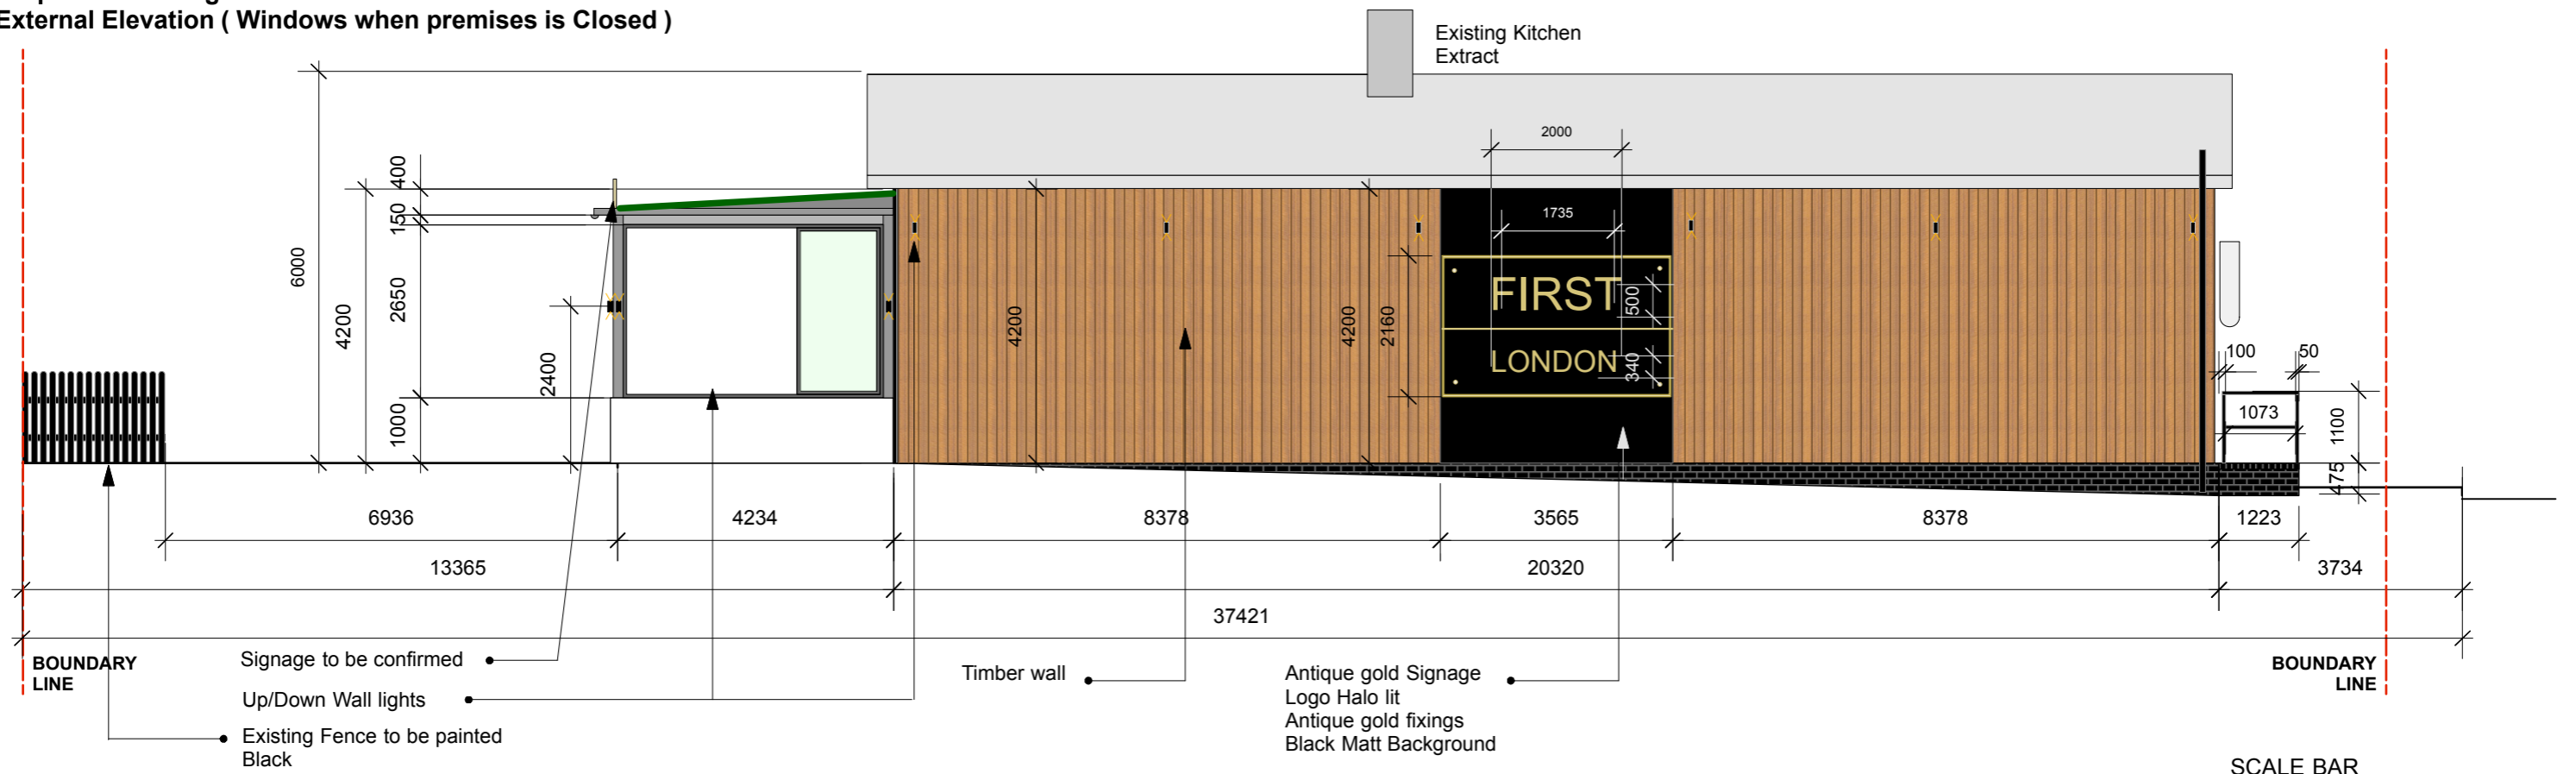 External Elevation ( Windows when premises is Closed )
Existing Kitchen
Extract
2000
400
150
1735
6000
4200
2650
2400
1000
4200
4200
2160
FIRST
500
LONDON
340
100
50
1073
1100
475
6936
4234
8378
3565
8378
1223
13365
20320
3734
37421
BOUNDARY
LINE
Signage to be confirmed
Up/Down Wall lights
Existing Fence to be painted
Black
Timber wall
Antique gold Signage
Logo Halo lit
Antique gold fixings
Black Matt Background
BOUNDARY
LINE
SCALE BAR